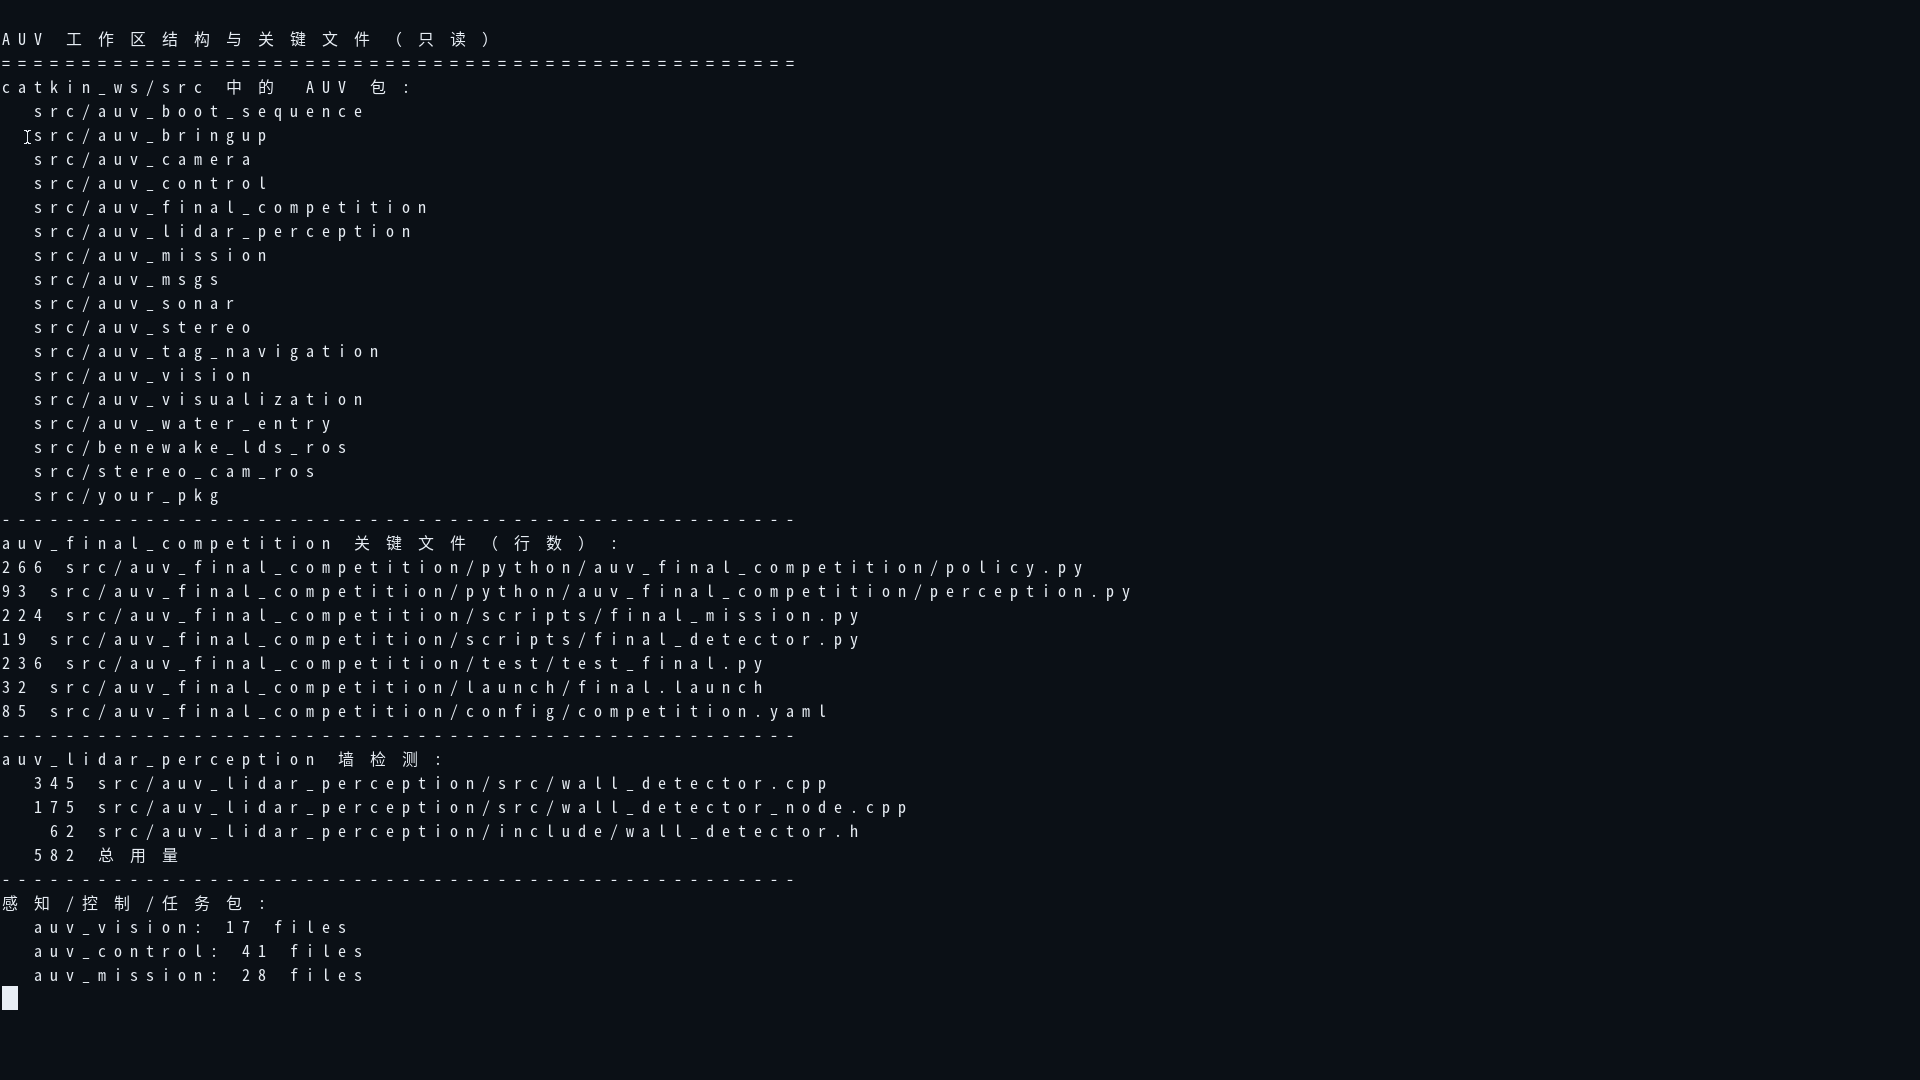 AUV 工作区结构与关键文件（只读）
==================================================
catkin_ws/src 中的 AUV 包:
  src/auv_boot_sequence
  src/auv_bringup
  src/auv_camera
  src/auv_control
  src/auv_final_competition
  src/auv_lidar_perception
  src/auv_mission
  src/auv_msgs
  src/auv_sonar
  src/auv_stereo
  src/auv_tag_navigation
  src/auv_vision
  src/auv_visualization
  src/auv_water_entry
  src/benewake_lds_ros
  src/stereo_cam_ros
  src/your_pkg
--------------------------------------------------
auv_final_competition 关键文件（行数）:
266 src/auv_final_competition/python/auv_final_competition/policy.py
93 src/auv_final_competition/python/auv_final_competition/perception.py
224 src/auv_final_competition/scripts/final_mission.py
19 src/auv_final_competition/scripts/final_detector.py
236 src/auv_final_competition/test/test_final.py
32 src/auv_final_competition/launch/final.launch
85 src/auv_final_competition/config/competition.yaml
--------------------------------------------------
auv_lidar_perception 墙检测:
  345 src/auv_lidar_perception/src/wall_detector.cpp
  175 src/auv_lidar_perception/src/wall_detector_node.cpp
   62 src/auv_lidar_perception/include/wall_detector.h
  582 总用量
--------------------------------------------------
感知/控制/任务包:
  auv_vision: 17 files
  auv_control: 41 files
  auv_mission: 28 files